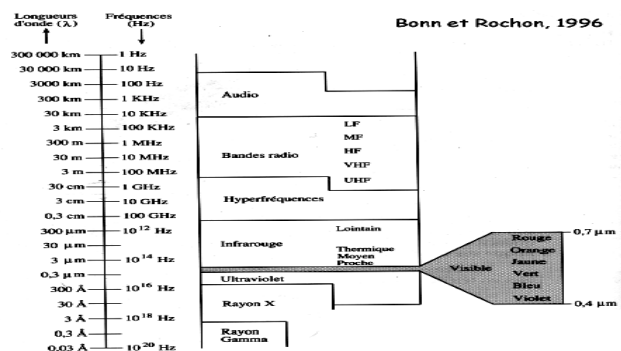 Longueurs d'onde (λ)
Fréquences (Hz)
Bonn et Rochon, 1996
300 000 km 1 Hz
30 000 km 10 Hz
3000 km 100 Hz
300 km 1 KHz
30 km 10 KHz
3 km 100 KHz
300 m 1 MHz
30 m 10 MHz
3 m 100 MHz
30 cm 1 GHz
3 cm 10 GHz
0,3 cm 100 GHz
300 µm 10¹² Hz
30 µm
3 µm 10¹⁴ Hz
0,3 µm
300 Å 10¹⁶ Hz
30 Å
3 Å 10¹⁸ Hz
0,3 Å
0,03 Å 10²⁰ Hz
Audio
Bandes radio
LF
MF
HF
VHF
UHF
Hyperfréquences
Infrarouge
Lointain
Thermique
Moyen
Proche
Ultraviolet
Rayon X
Rayon
Gamma
Visible
Rouge
Orange
Jaune
Vert
Bleu
Violet
0,7 µm
0,4 µm